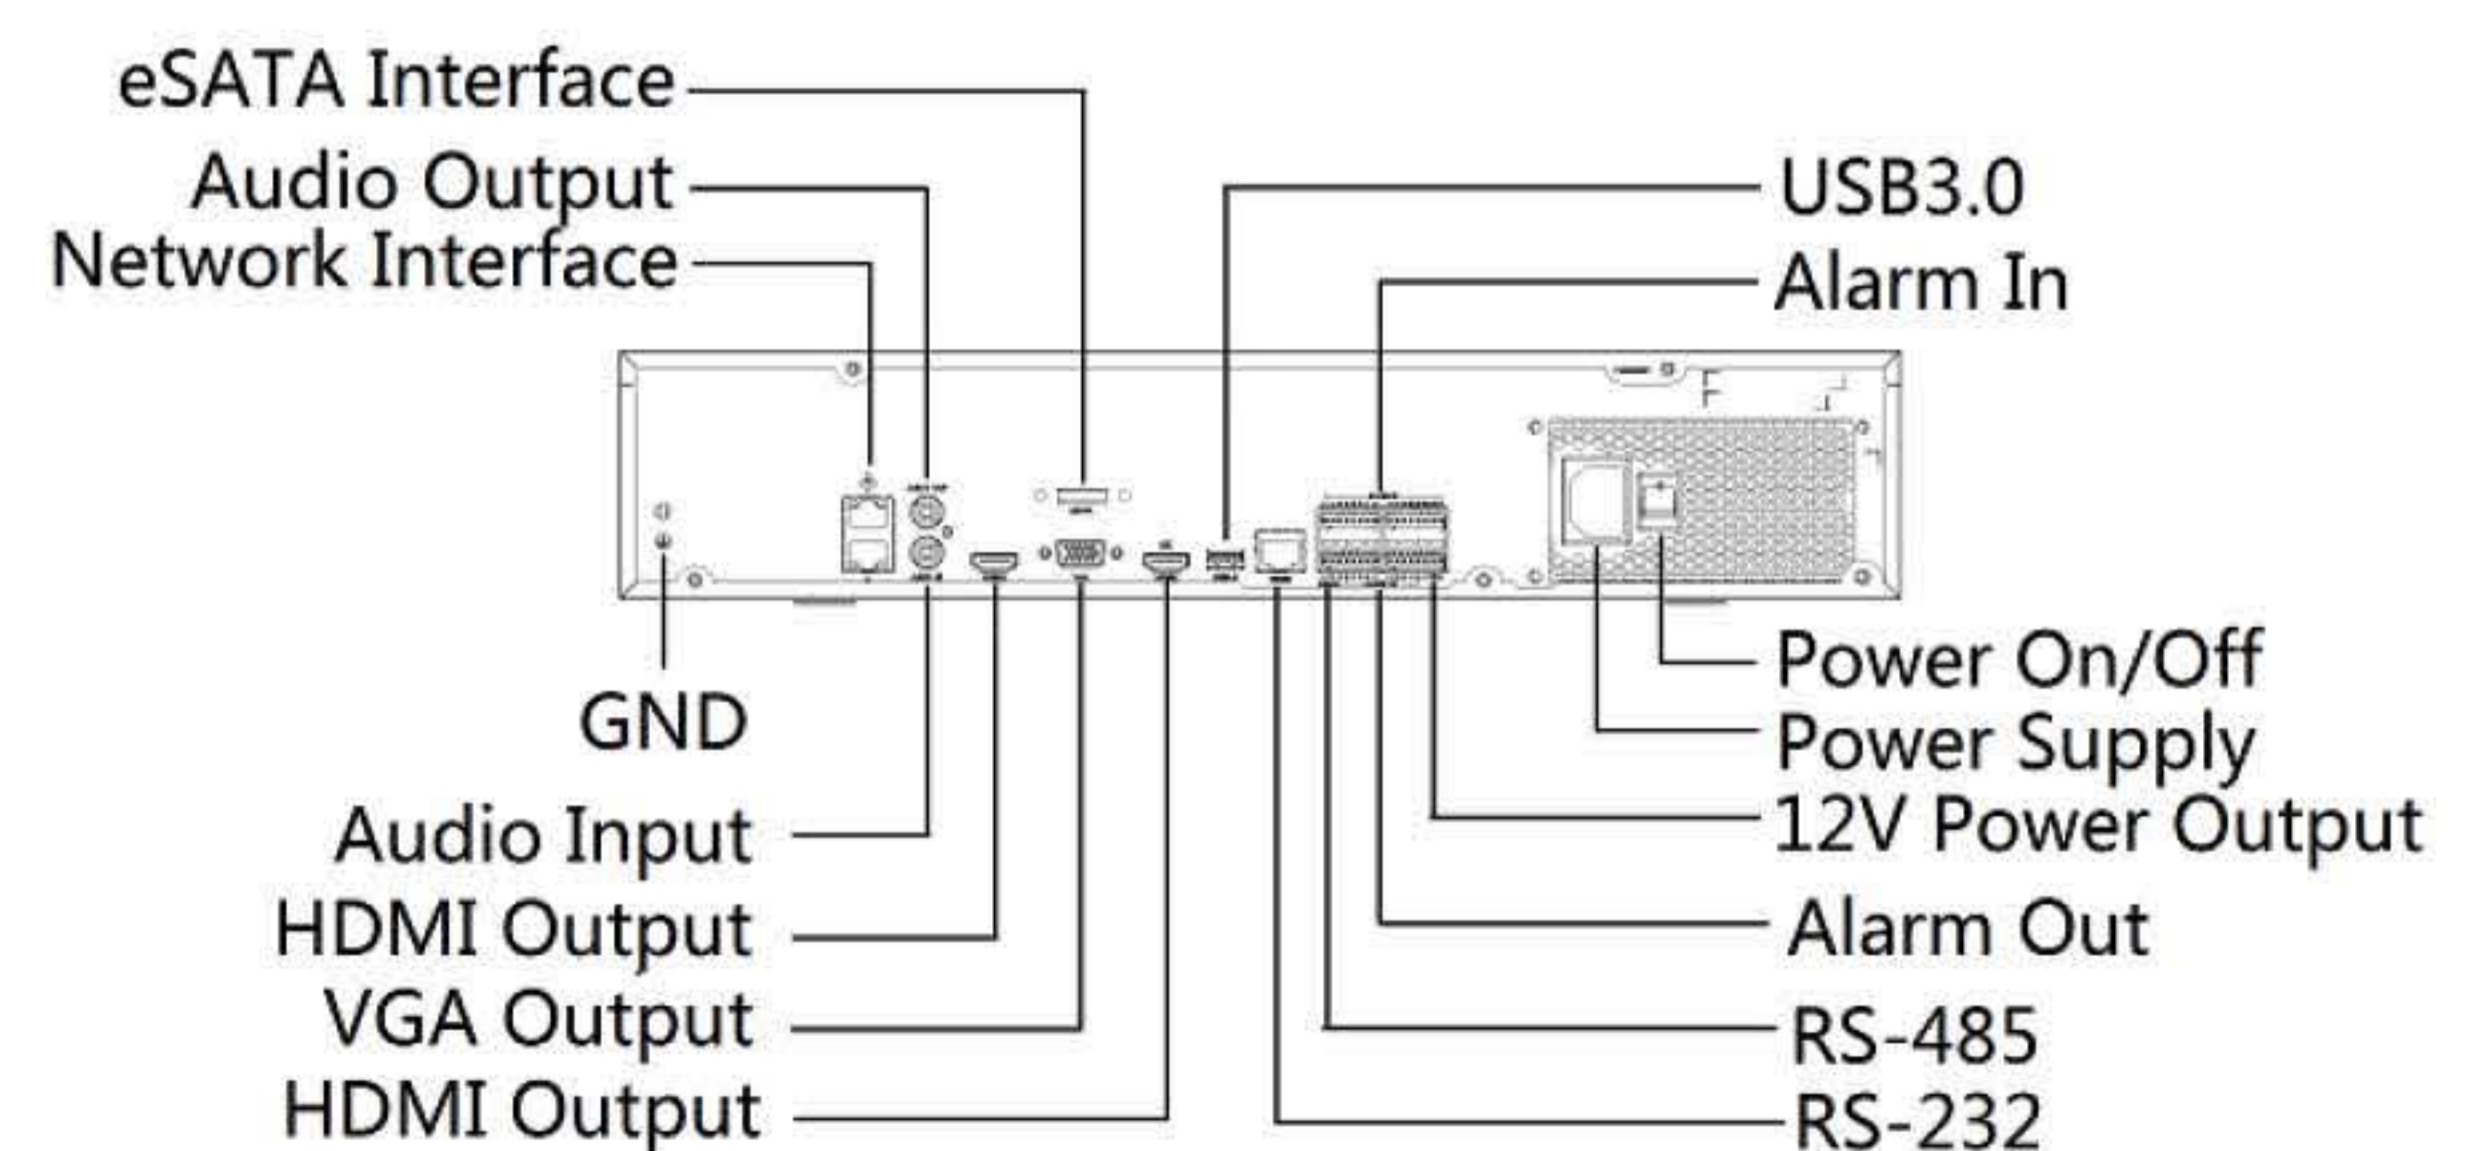 eSATA Interface
Audio Output
Network Interface
USB3.0
Alarm In
GND
Audio Input
HDMI Output
VGA Output
HDMI Output
Power On/Off
Power Supply
12V Power Output
Alarm Out
RS-485
RS-232